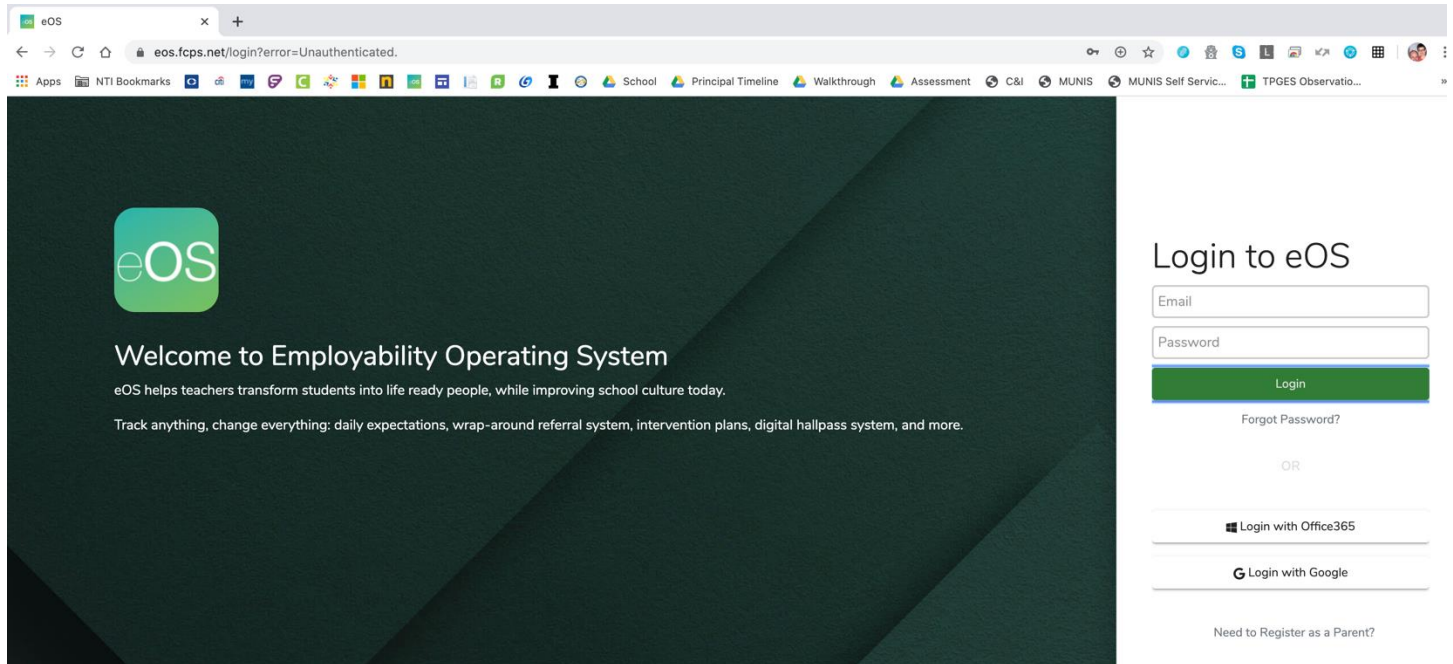 eOS
eos.fcps.net/login?error=Unauthenticated.
Apps NTI Bookmarks School Principal Timeline Walkthrough Assessment C&I MUNIS MUNIS Self Servic... TPGES Observatio...
eOS
Welcome to Employability Operating System
eOS helps teachers transform students into life ready people, while improving school culture today.
Track anything, change everything: daily expectations, wrap-around referral system, intervention plans, digital hallpass system, and more.
Login to eOS
Email
Password
Login
Forgot Password?
OR
Login with Office365
Login with Google
Need to Register as a Parent?